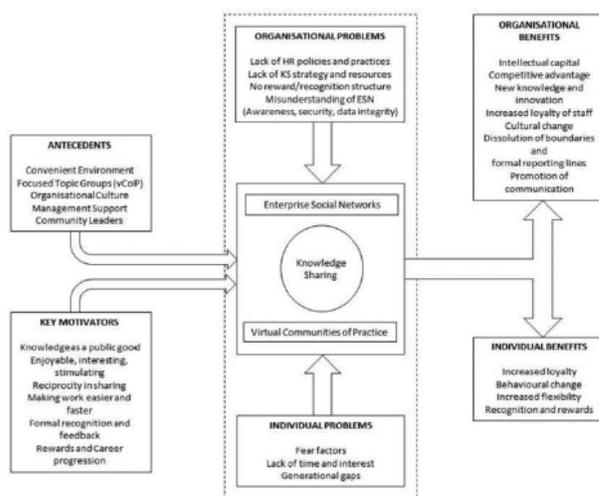 ORGANISATIONAL PROBLEMS
Lack of HR policies and practices
Lack of KS strategy and resources
No reward/recognition structure
Misunderstanding of ESN
(Awareness, security, data integrity)
ORGANISATIONAL
BENEFITS
Intellectual capital
Competitive advantage
New knowledge and
innovation
Increased loyalty of staff
Cultural change
Dissolution of boundaries
and
formal reporting lines
Promotion of
communication
ANTECEDENTS
Convenient Environment
Focused Topic Groups (vCoIP)
Organisational Culture
Management Support
Community Leaders
Enterprise Social Networks
Knowledge
Sharing
Virtual Communities of Practice
KEY MOTIVATORS
Knowledge as a public good
Enjoyable, interesting,
stimulating
Reciprocity in sharing
Making work easier and
faster
Formal recognition and
feedback
Rewards and Career
progression
INDIVIDUAL BENEFITS
Increased loyalty
Behavioural change
Increased flexibility
Recognition and rewards
INDIVIDUAL PROBLEMS
Fear factors
Lack of time and interest
Generational gaps